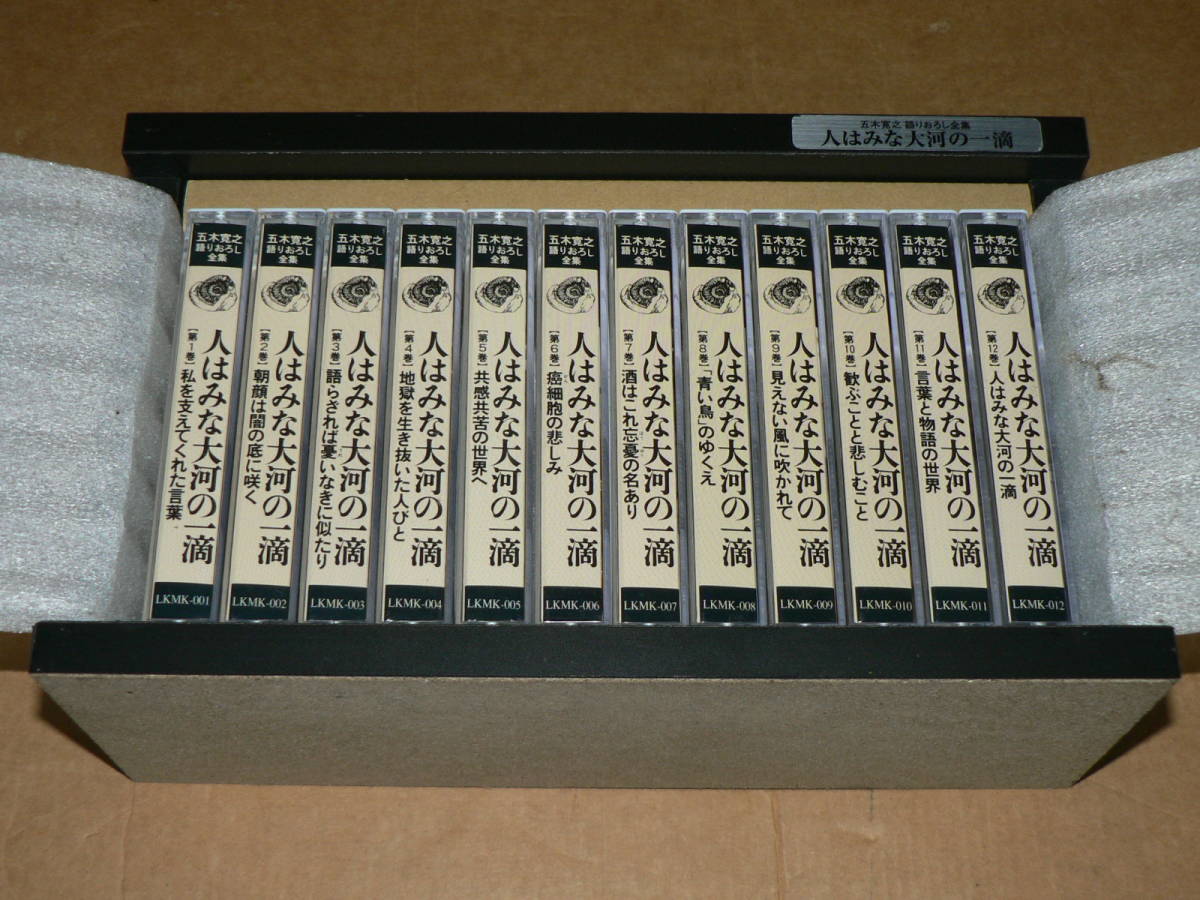 五木寛之 語りおろし全集
人はみな大河の一滴
五木寛之
語りおろし
全集
人はみな大河の一滴
[第1巻]私を支えてくれた言葉
LKMK-001
五木寛之
語りおろし
全集
人はみな大河の一滴
[第2巻]朝顔は闇の底に咲く
LKMK-002
五木寛之
語りおろし
全集
人はみな大河の一滴
[第3巻]語らざれば憂いなきに似たり
LKMK-003
五木寛之
語りおろし
全集
人はみな大河の一滴
[第4巻]地獄を生き抜いた人びと
LKMK-004
五木寛之
語りおろし
全集
人はみな大河の一滴
[第5巻]共感共苦の世界へ
LKMK-005
五木寛之
語りおろし
全集
人はみな大河の一滴
[第6巻]癌細胞の悲しみ
LKMK-006
五木寛之
語りおろし
全集
人はみな大河の一滴
[第7巻]酒はこれ忘憂の名あり
LKMK-007
五木寛之
語りおろし
全集
人はみな大河の一滴
[第8巻]「青い鳥」のゆくえ
LKMK-008
五木寛之
語りおろし
全集
人はみな大河の一滴
[第9巻]見えない風に吹かれて
LKMK-009
五木寛之
語りおろし
全集
人はみな大河の一滴
[第10巻]歓ぶことと悲しむこと
LKMK-010
五木寛之
語りおろし
全集
人はみな大河の一滴
[第11巻]言葉と物語の世界
LKMK-011
五木寛之
語りおろし
全集
人はみな大河の一滴
[第12巻]人はみな大河の一滴
LKMK-012